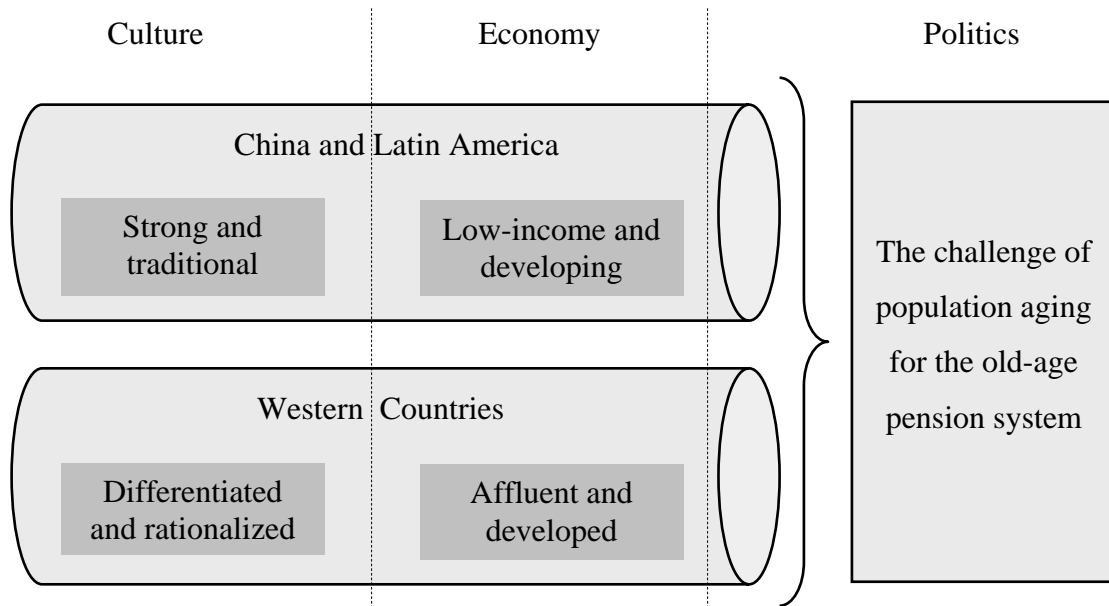 Culture
Economy
Politics
China and Latin America
Strong and
traditional
Low-income and
developing
Western Countries
Differentiated
and rationalized
Affluent and
developed
The challenge of
population aging
for the old-age
pension system